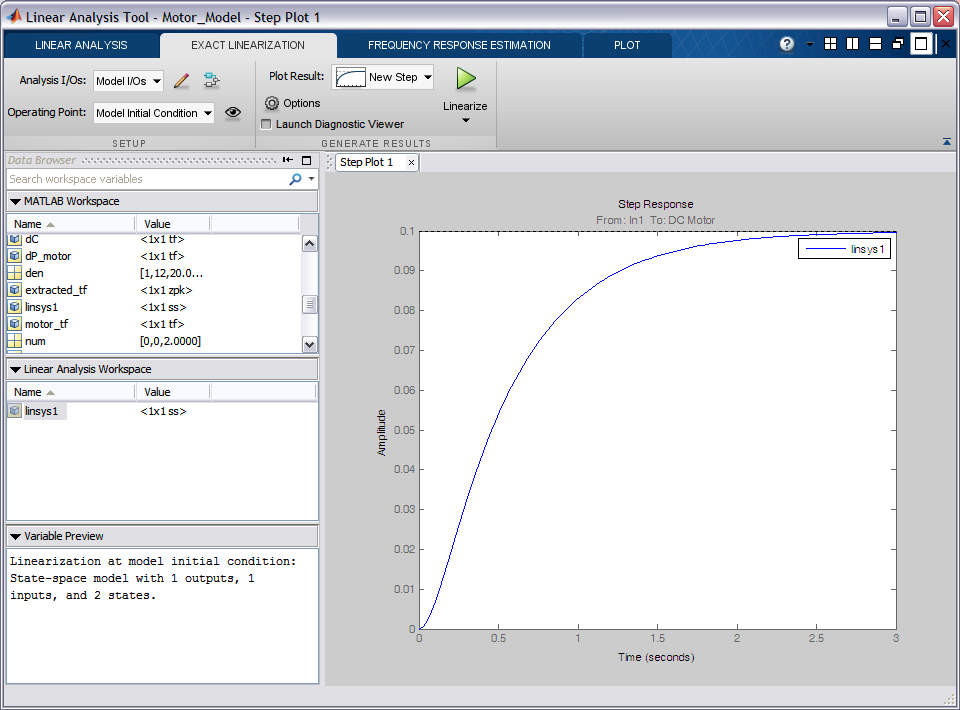 Linear Analysis Tool - Motor_Model - Step Plot 1
LINEAR ANALYSIS EXACT LINEARIZATION FREQUENCY RESPONSE ESTIMATION PLOT
Analysis I/Os: Model I/Os
Operating Point: Model Initial Condition
SETUP
Plot Result: New Step
Options
Launch Diagnostic Viewer
Linearize
GENERATE RESULTS
Data Browser
Search workspace variables
MATLAB Workspace
Name Value
dC <1x1 tf>
dP_motor <1x1 tf>
den [1,12,20.0...
extracted_tf <1x1 zpk>
linsys1 <1x1 ss>
motor_tf <1x1 tf>
num [0,0,2.0000]
Linear Analysis Workspace
Name Value
linsys1 <1x1 ss>
Variable Preview
Linearization at model initial condition:
State-space model with 1 outputs, 1
inputs, and 2 states.
Step Plot 1
Step Response
From: In1 To: DC Motor
linsys1
0.1
0.09
0.08
0.07
0.06
0.05
0.04
0.03
0.02
0.01
0
Amplitude
0 0.5 1 1.5 2 2.5 3
Time (seconds)